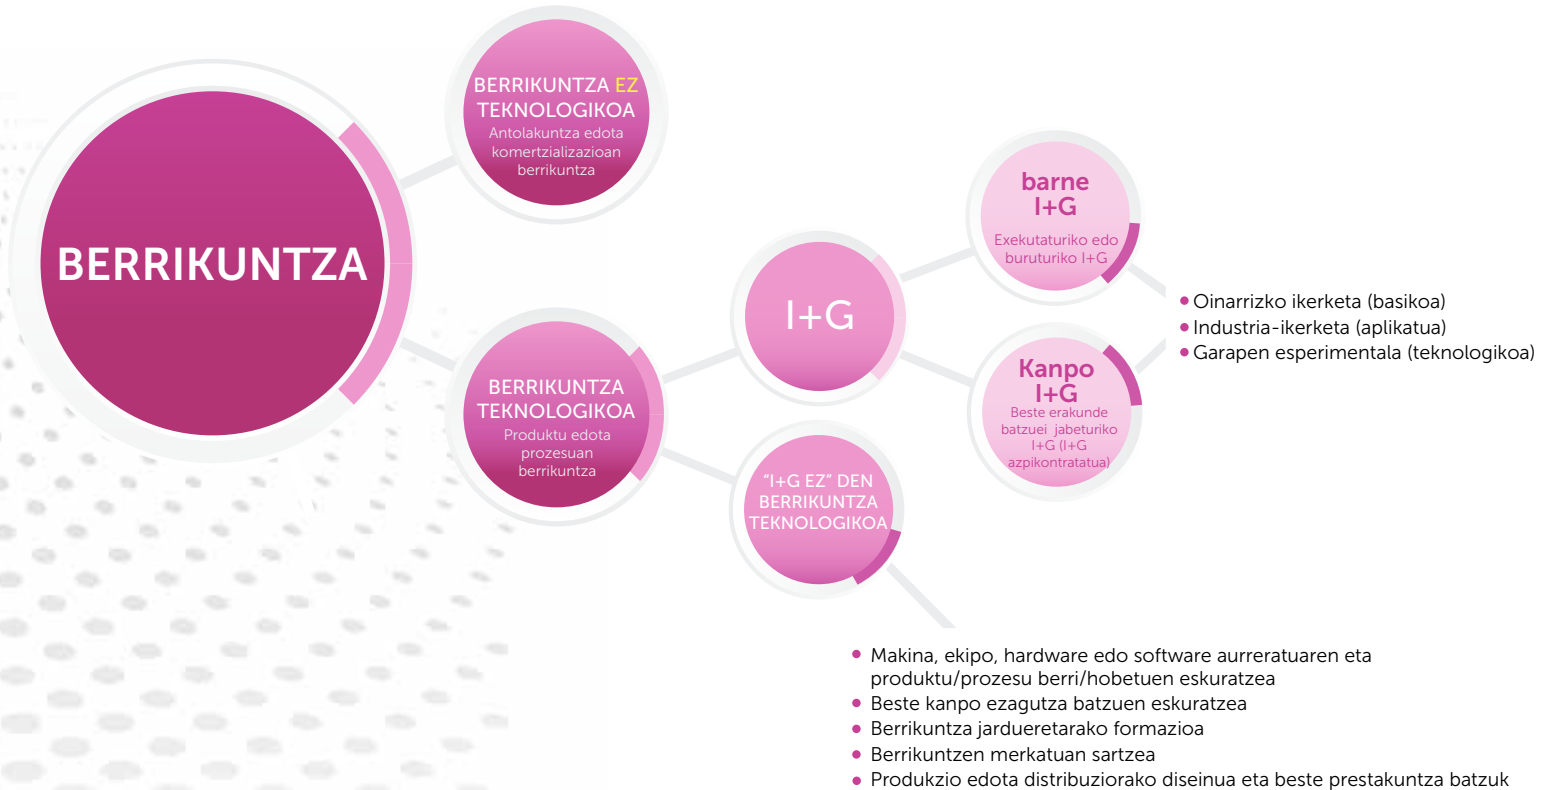 BERRIKUNTZA
BERRIKUNTZA EZ
TEKNOLOGIKOA
Antolakuntza edota
komertzializazioan
berrikuntza
BERRIKUNTZA
TEKNOLOGIKOA
Produktu edota
prozesuan
berrikuntza
I+G
"I+G EZ" DEN
BERRIKUNTZA
TEKNOLOGIKOA
barne
I+G
Exekutaturiko edo
buruturiko I+G
Kanpo
I+G
Beste erakunde
batzuei jabeturiko
I+G (I+G
azpikontratatua)
• Oinarrizko ikerketa (basikoa)
• Industria-ikerketa (aplikatua)
• Garapen esperimentala (teknologikoa)
• Makina, ekipo, hardware edo software aurreratuaren eta
produktu/prozesu berri/hobetuen eskuratzea
• Beste kanpo ezagutza batzuen eskuratzea
• Berrikuntza jardueretarako formazioa
• Berrikuntzen merkatuan sartzea
• Produkzio edota distribuziorako diseinua eta beste prestakuntza batzuk